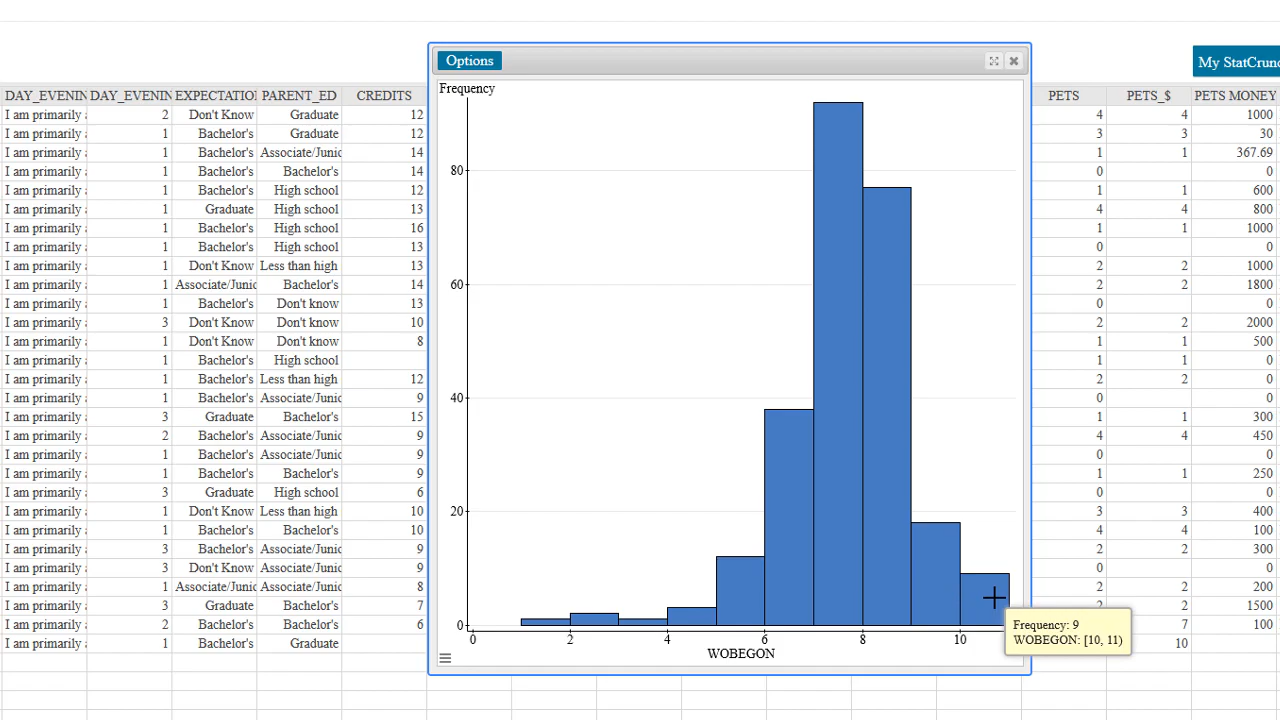 My StatCrunc
Options
DAY_EVENIN DAY_EVENIN EXPECTATIO PARENT_ED CREDITS PETS PETS_$ PETS MONEY
I am primarily a 2 Don't Know Graduate 12 4 4 1000
I am primarily a 1 Bachelor's Graduate 12 3 3 30
I am primarily a 1 Bachelor's Associate/Junio 14 1 1 367.69
I am primarily a 1 Bachelor's Bachelor's 14 0 0
I am primarily a 1 Bachelor's High school 12 1 1 600
I am primarily a 1 Graduate High school 13 4 4 800
I am primarily a 1 Bachelor's High school 16 1 1 1000
I am primarily a 1 Bachelor's High school 13 0 0
I am primarily a 1 Don't Know Less than high 13 2 2 1000
I am primarily a 1 Associate/Junio Bachelor's 14 2 2 1800
I am primarily a 1 Bachelor's Don't know 13 0 0
I am primarily a 3 Don't Know Don't know 10 2 2 2000
I am primarily a 1 Don't Know Don't know 8 1 1 500
I am primarily a 1 Bachelor's High school 1 1 0
I am primarily a 1 Bachelor's Less than high 12 2 2 0
I am primarily a 1 Bachelor's Associate/Junio 9 0 0
I am primarily a 3 Graduate Bachelor's 15 1 1 300
I am primarily a 2 Bachelor's Associate/Junio 9 4 4 450
I am primarily a 1 Bachelor's Associate/Junio 9 0 0
I am primarily a 1 Bachelor's Bachelor's 9 1 1 250
I am primarily a 3 Graduate High school 6 0 0
I am primarily a 1 Don't Know Less than high 10 3 3 400
I am primarily a 1 Bachelor's Bachelor's 10 4 4 100
I am primarily a 3 Bachelor's Associate/Junio 9 2 2 300
I am primarily a 3 Don't Know Associate/Junio 9 0 0
I am primarily a 1 Associate/Junio Associate/Junio 8 2 2 200
I am primarily a 3 Graduate Bachelor's 7 2 2 1500
I am primarily a 2 Bachelor's Bachelor's 6 7 100
I am primarily a 1 Bachelor's Graduate 10
Frequency
80
60
40
20
0
0 2 4 6 8 10
WOBEGON
Frequency: 9
WOBEGON: [10, 11)